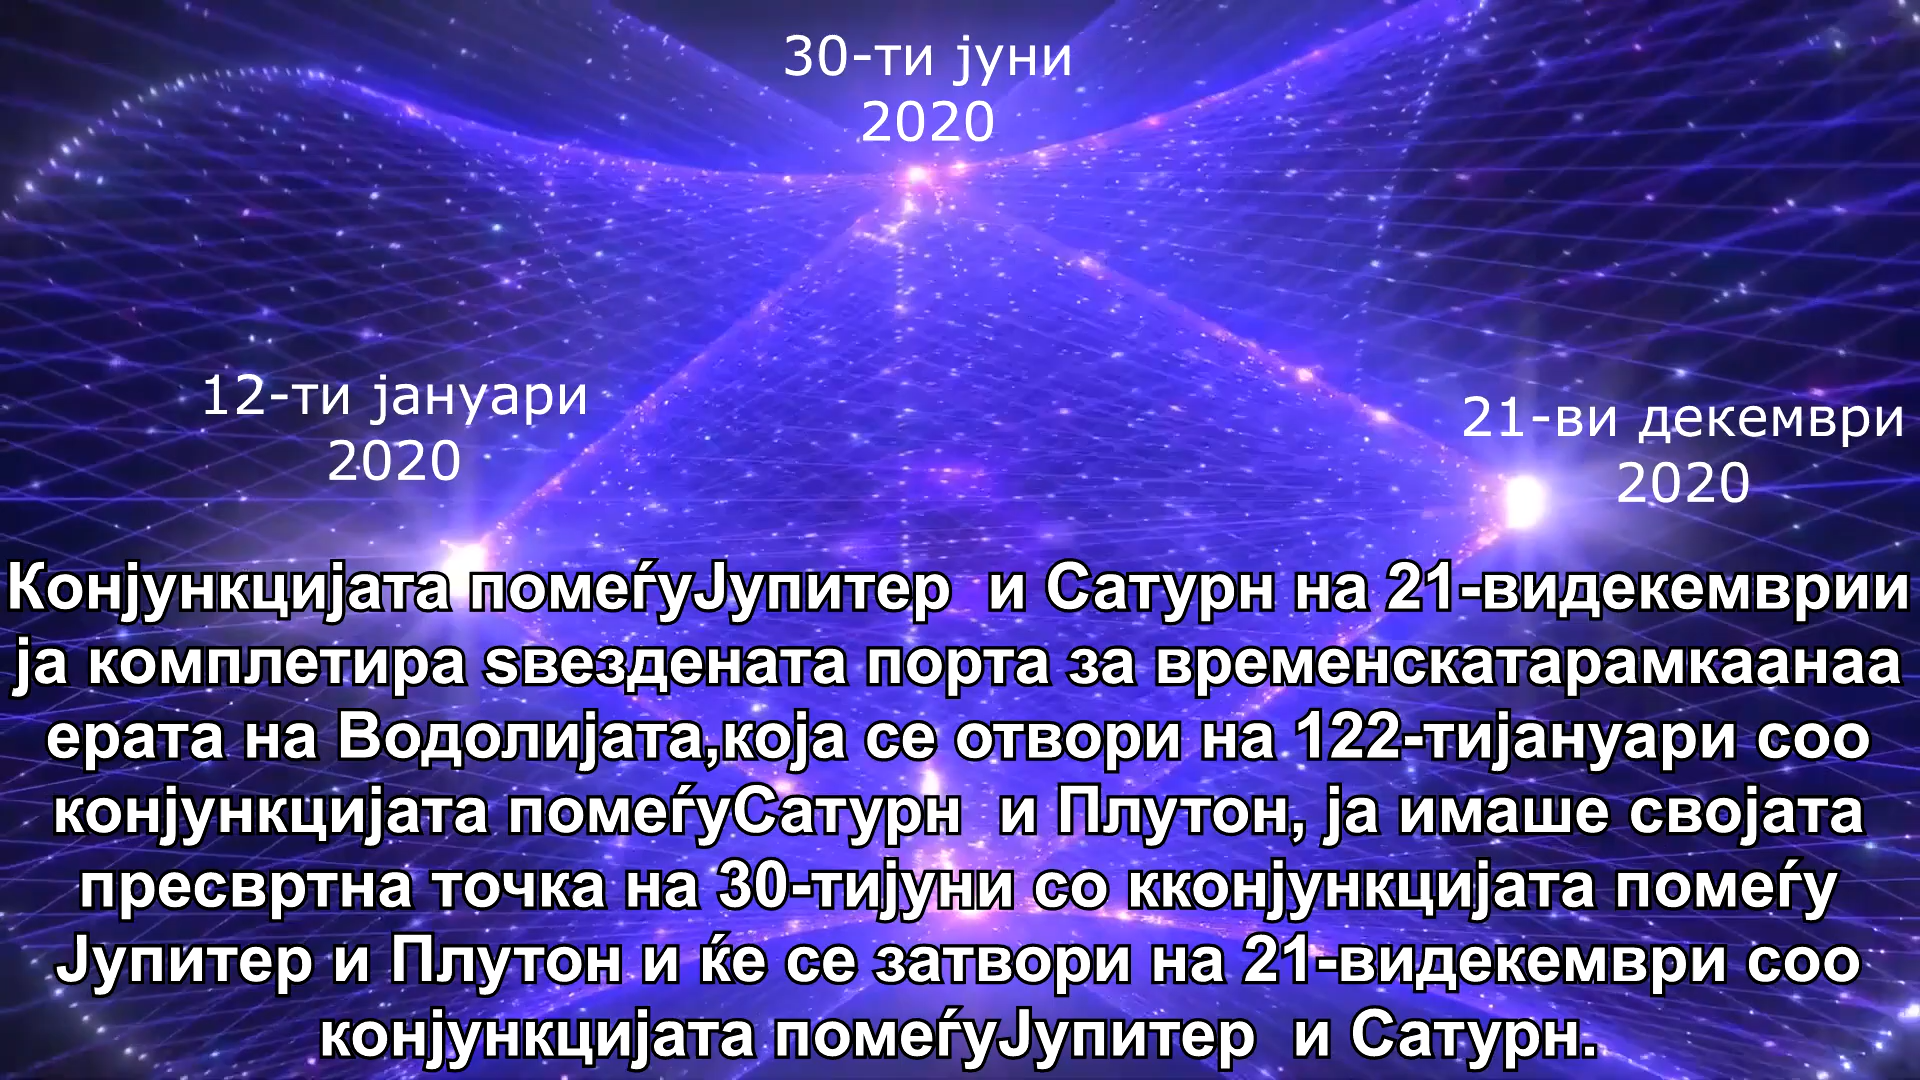 30-ти јуни
2020
12-ти јануари
2020
21-ви декември
2020
Конјункцијата помеѓуЈупитер  и Сатурн на 21-видекемврии
ја комплетира ѕвездената порта за временскатарамкаанаа
ерата на Водолијата,која се отвори на 122-тијануари соо
конјункцијата помеѓуСатурн  и Плутон, ја имаше својата
пресвртна точка на 30-тијуни со кконјункцијата помеѓу
Јупитер и Плутон и ќе се затвори на 21-видекември соо
конјункцијата помеѓуЈупитер  и Сатурн.